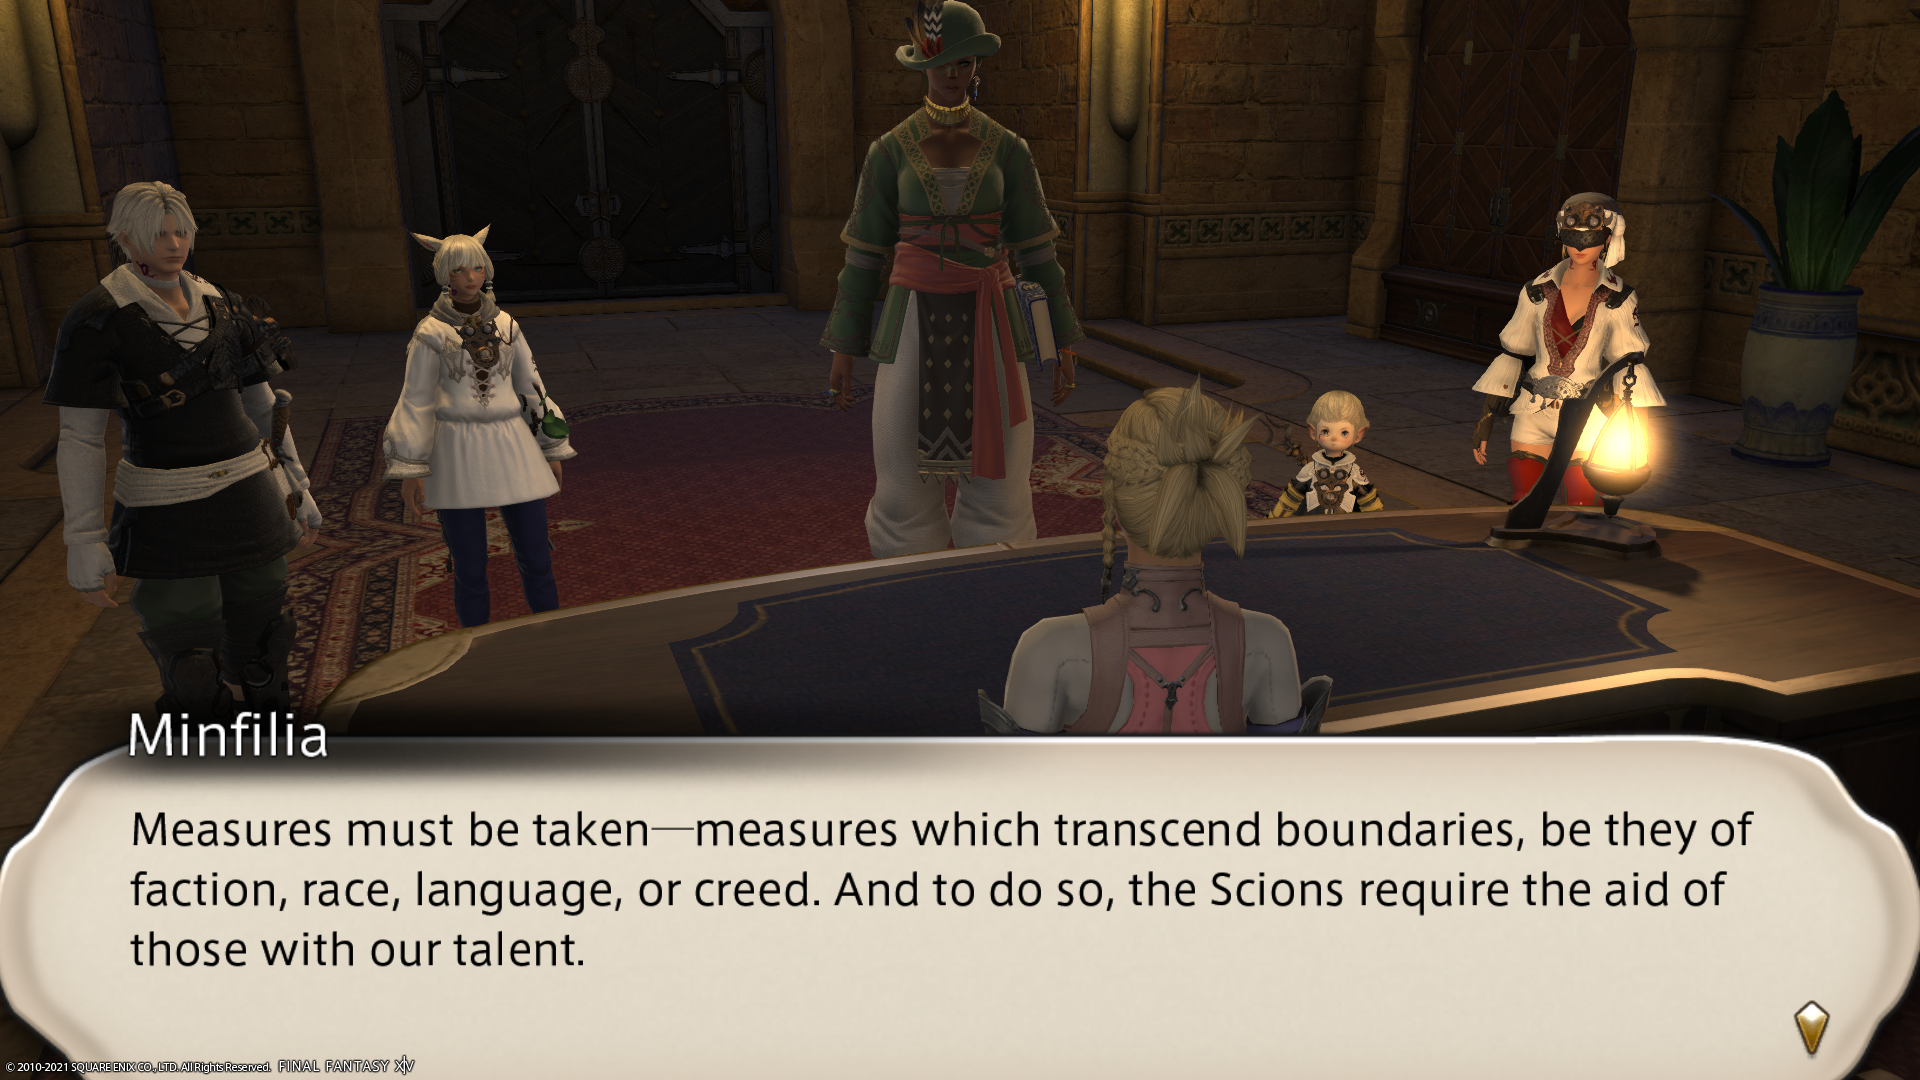 Minfilia
Measures must be taken—measures which transcend boundaries, be they of
faction, race, language, or creed. And to do so, the Scions require the aid of
those with our talent.
© 2010-2021 SQUARE ENIX CO., LTD. All Rights Reserved. FINAL FANTASY XIV